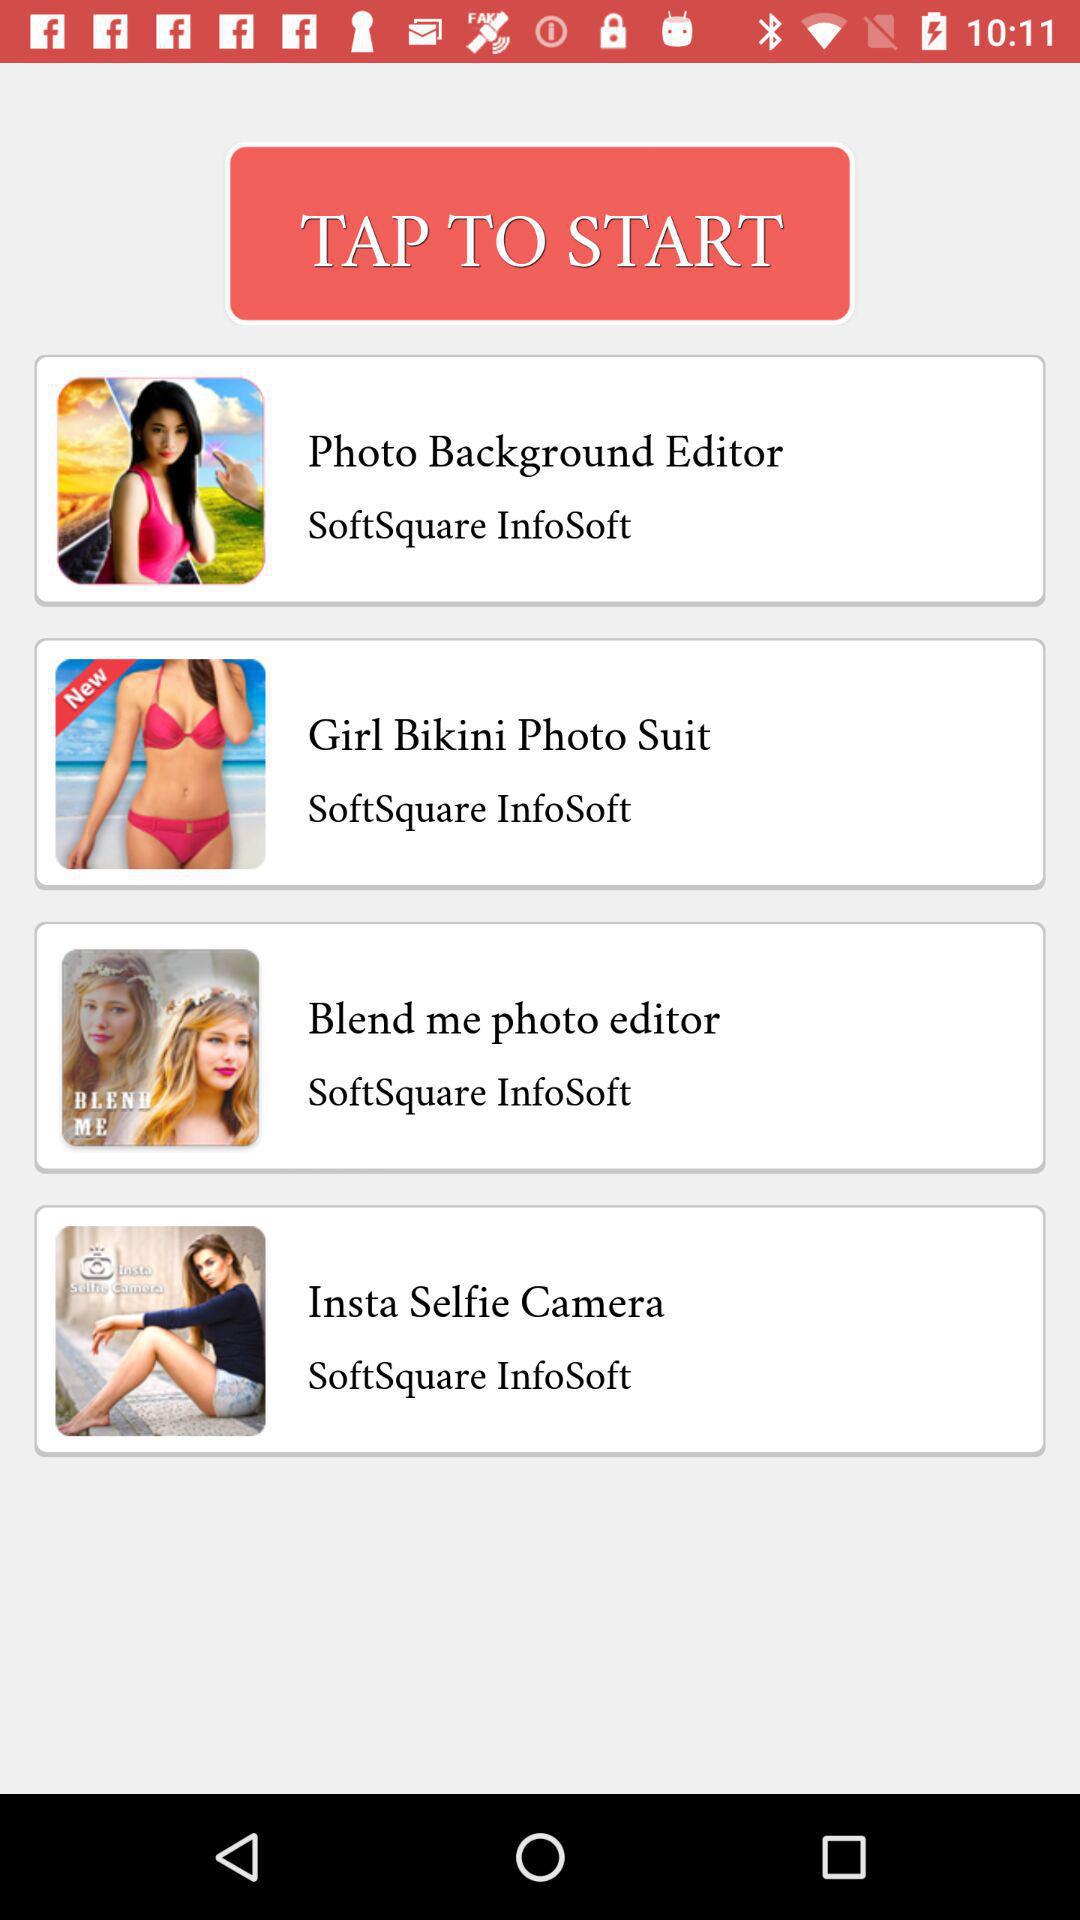 FAKE
10:11
TAP TO START
Photo Background Editor
SoftSquare InfoSoft
New
Girl Bikini Photo Suit
SoftSquare InfoSoft
Blend me photo editor
SoftSquare InfoSoft
BLEND
ME
Insta
Selfie Camera
Insta Selfie Camera
SoftSquare InfoSoft